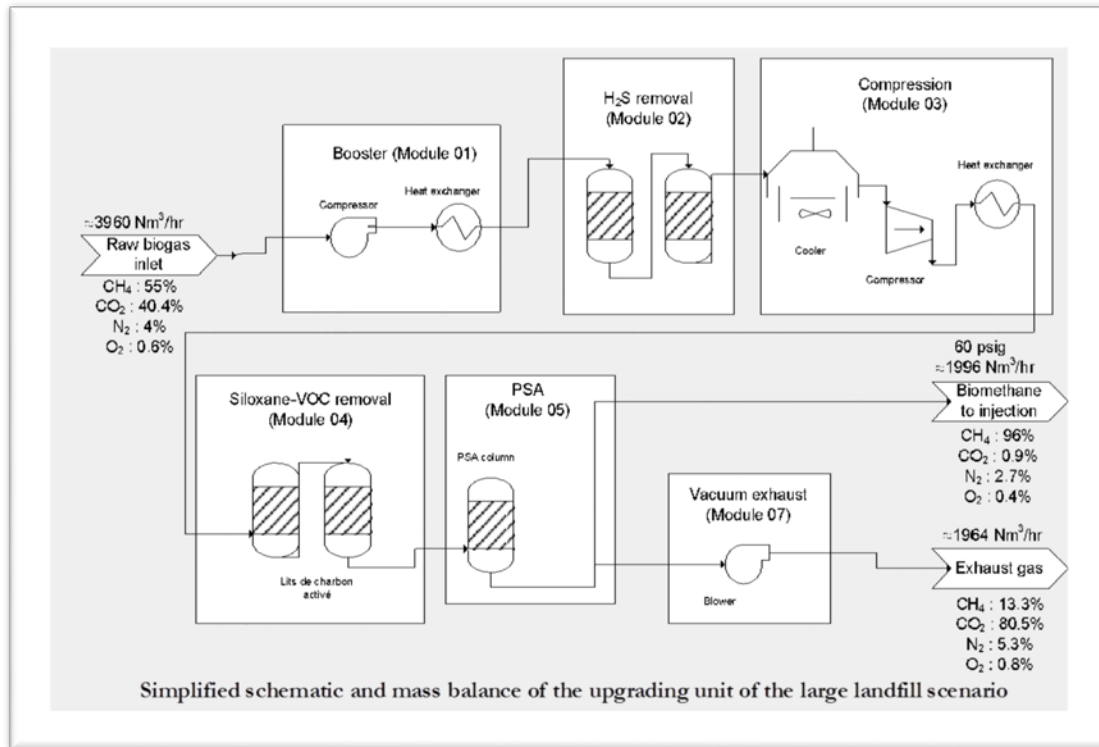 H₂S removal
(Module 02)
Compression
(Module 03)
Booster (Module 01)
Heat exchanger
Compressor
Heat exchanger
≈3960 Nm³/hr
Raw biogas
inlet
CH₄ : 55%
CO₂ : 40.4%
N₂ : 4%
O₂ : 0.6%
Cooler
Compressor
Siloxane-VOC removal
(Module 04)
Lits de charbon
activé
PSA
(Module 05)
PSA column
Vacuum exhaust
(Module 07)
Blower
60 psig
≈1996 Nm³/hr
Biomethane
to injection
CH₄ : 96%
CO₂ : 0.9%
N₂ : 2.7%
O₂ : 0.4%
≈1964 Nm³/hr
Exhaust gas
CH₄ : 13.3%
CO₂ : 80.5%
N₂ : 5.3%
O₂ : 0.8%
Simplified schematic and mass balance of the upgrading unit of the large landfill scenario